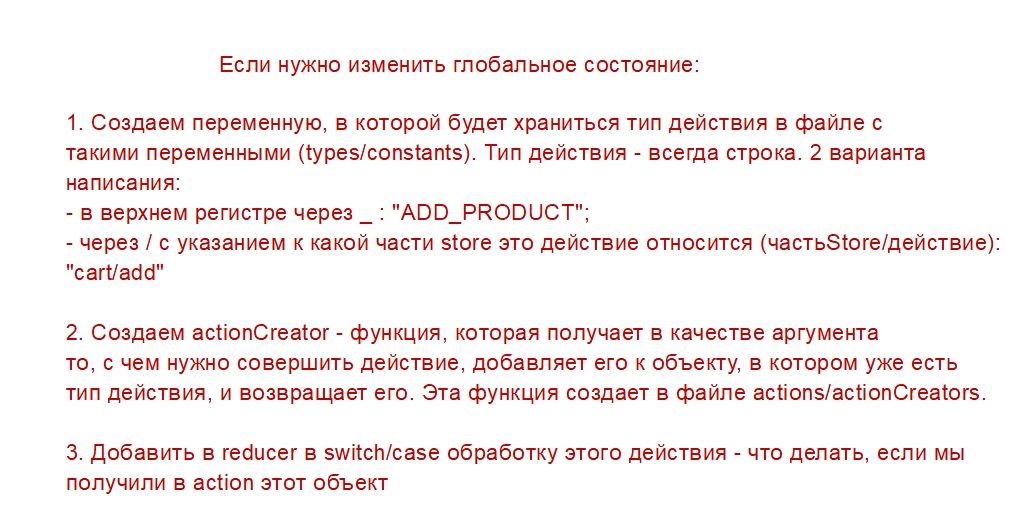 Если нужно изменить глобальное состояние:
1. Создаем переменную, в которой будет храниться тип действия в файле с
такими переменными (types/constants). Тип действия - всегда строка. 2 варианта
написания:
- в верхнем регистре через _ : "ADD_PRODUCT";
- через / с указанием к какой части store это действие относится (частьStore/действие):
"cart/add"
2. Создаем actionCreator - функция, которая получает в качестве аргумента
то, с чем нужно совершить действие, добавляет его к объекту, в котором уже есть
тип действия, и возвращает его. Эта функция создает в файле actions/actionCreators.
3. Добавить в reducer в switch/case обработку этого действия - что делать, если мы
получили в action этот объект